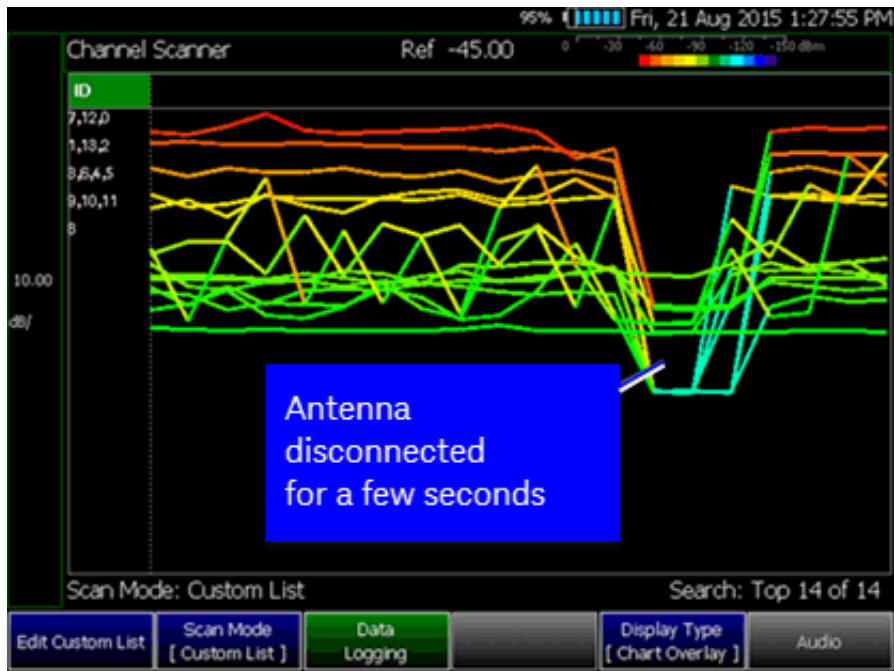 95% Fri, 21 Aug 2015 1:27:55 PM
Channel Scanner Ref -45.00 0 -30 -60 -90 -120 -150 dBm
ID
7,12,0
1,13,2
3,6,4,5
9,10,11
8
10.00
dB/
Antenna
disconnected
for a few seconds
Scan Mode: Custom List Search: Top 14 of 14
Edit Custom List Scan Mode [ Custom List ] Data Logging Display Type [ Chart Overlay ] Audio